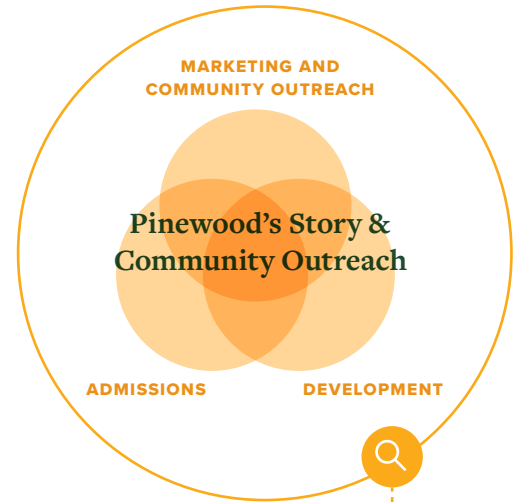 MARKETING AND
COMMUNITY OUTREACH
Pinewood’s Story &
Community Outreach
ADMISSIONS
DEVELOPMENT